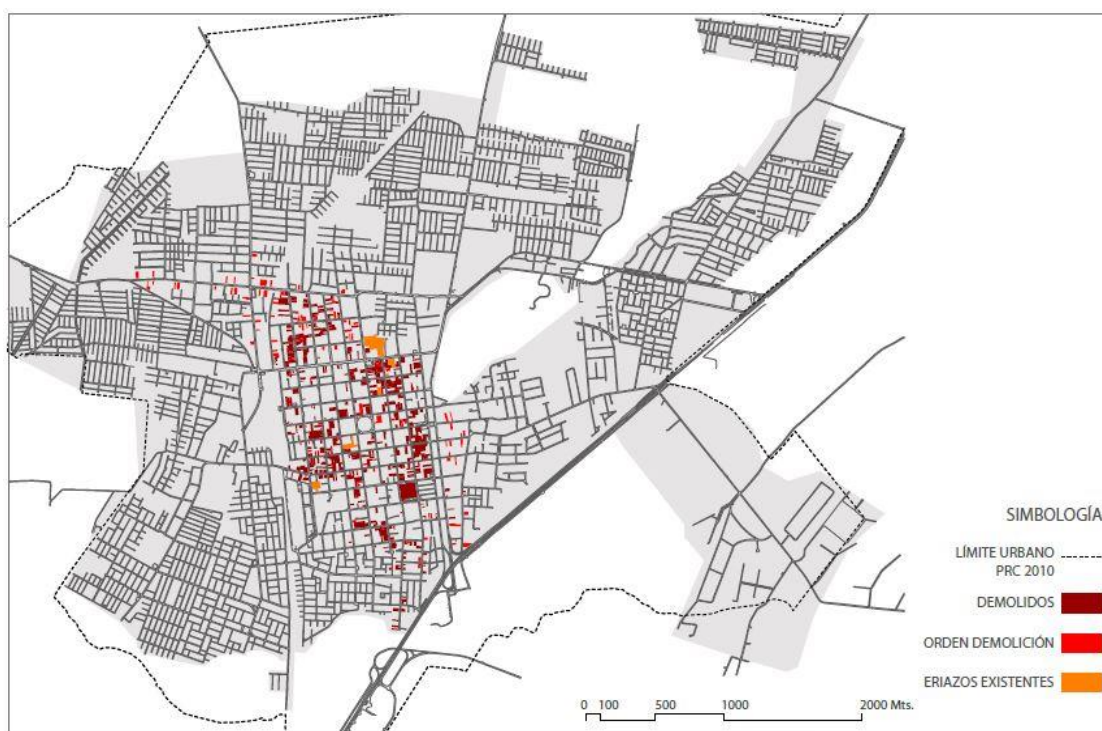 SIMBOLOGÍA
LÍMITE URBANO
PRC 2010
DEMOLIDOS
ORDEN DEMOLICIÓN
ERIAZOS EXISTENTES
0 100 500 1000 2000 Mts.